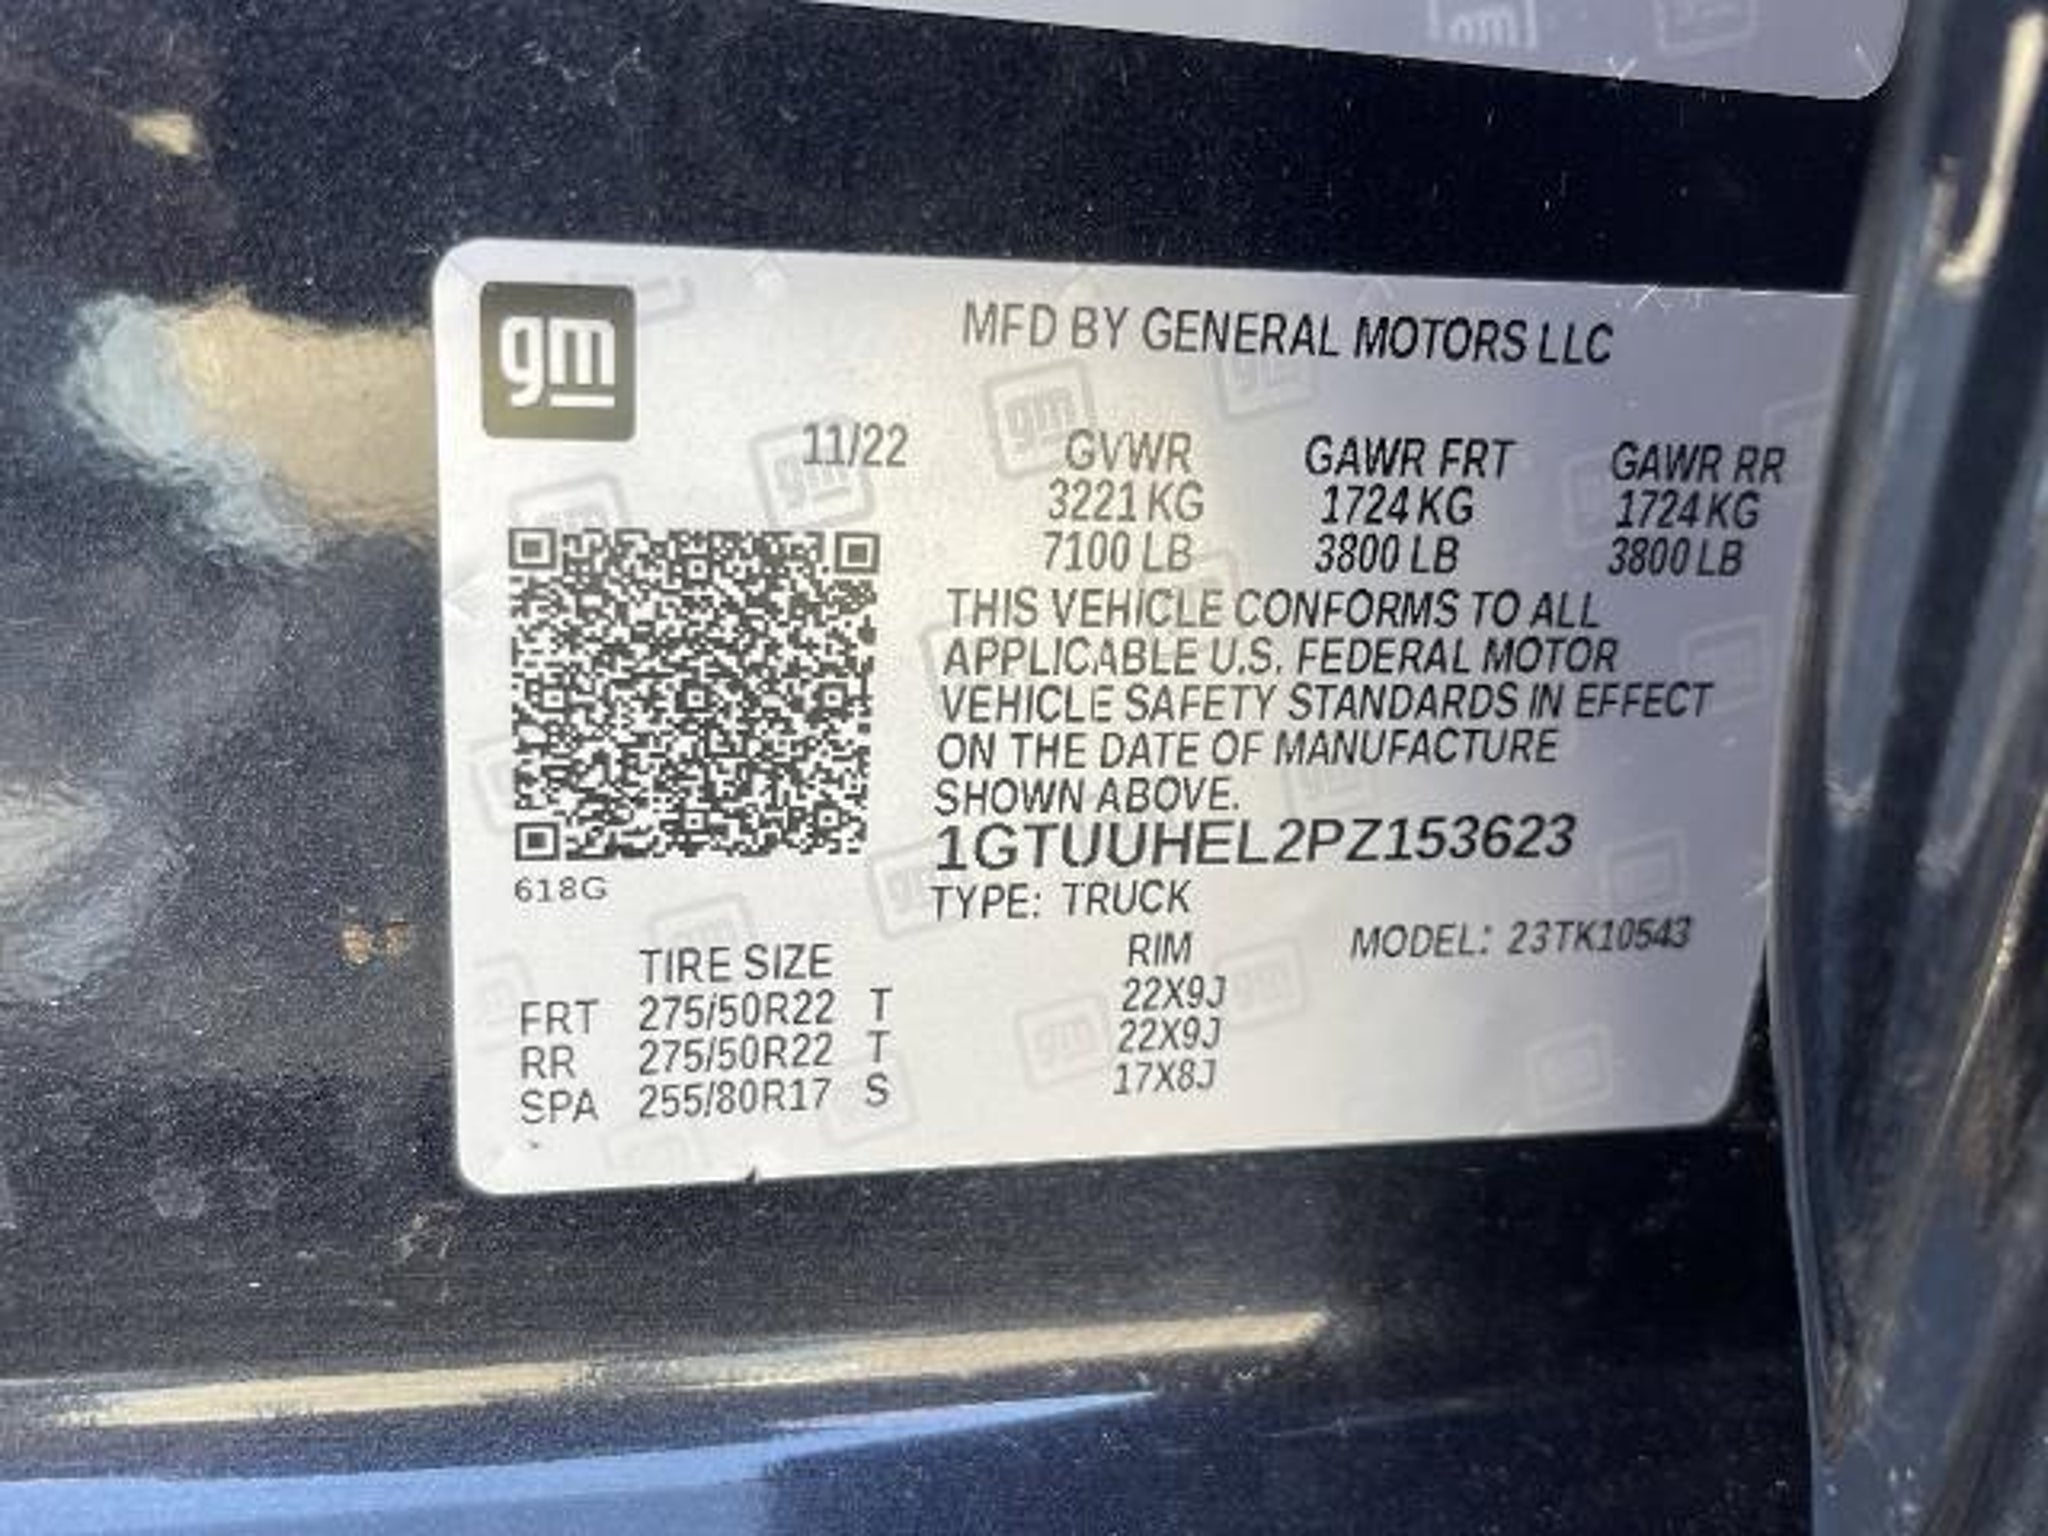 gm
MFD BY GENERAL MOTORS LLC
11/22
GVWR GAWR FRT GAWR RR
3221 KG 1724 KG 1724 KG
7100 LB 3800 LB 3800 LB
THIS VEHICLE CONFORMS TO ALL
APPLICABLE U.S. FEDERAL MOTOR
VEHICLE SAFETY STANDARDS IN EFFECT
ON THE DATE OF MANUFACTURE
SHOWN ABOVE.
1GTUUHEL2PZ153623
618G
TYPE: TRUCK
TIRE SIZE RIM MODEL: 23TK10543
FRT 275/50R22 T 22X9J
RR 275/50R22 T 22X9J
SPA 255/80R17 S 17X8J